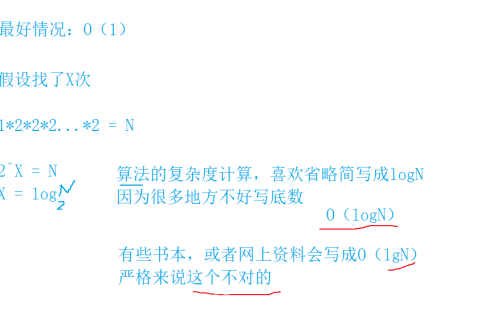 最好情况：O（1）
假设找了X次
1*2*2*2...*2 = N
2^X = N
X = log2N
算法的复杂度计算，喜欢省略简写成logN
因为很多地方不好写底数
O（logN）
有些书本，或者网上资料会写成O（lgN）
严格来说这个不对的